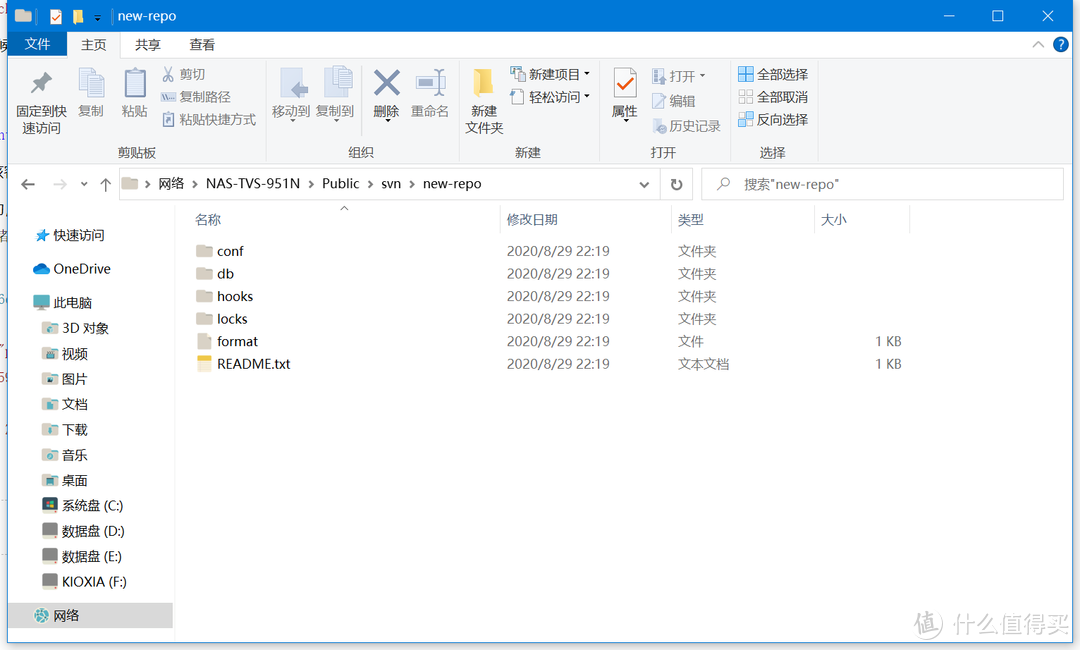 new-repo
文件 主页 共享 查看
固定到快速访问 复制 粘贴 剪切 复制路径 粘贴快捷方式
移动到 复制到 删除 重命名
新建文件夹 新建项目 轻松访问
属性 打开 编辑 历史记录
全部选择 全部取消 反向选择
剪贴板 组织 新建 打开 选择
网络 NAS-TVS-951N Public svn new-repo
搜索"new-repo"
名称 修改日期 类型 大小
conf 2020/8/29 22:19 文件夹
db 2020/8/29 22:19 文件夹
hooks 2020/8/29 22:19 文件夹
locks 2020/8/29 22:19 文件夹
format 2020/8/29 22:19 文件 1 KB
README.txt 2020/8/29 22:19 文本文档 1 KB
快速访问
OneDrive
此电脑
3D 对象
视频
图片
文档
下载
音乐
桌面
系统盘 (C:)
数据盘 (D:)
数据盘 (E:)
KIOXIA (F:)
网络
值 什么值得买